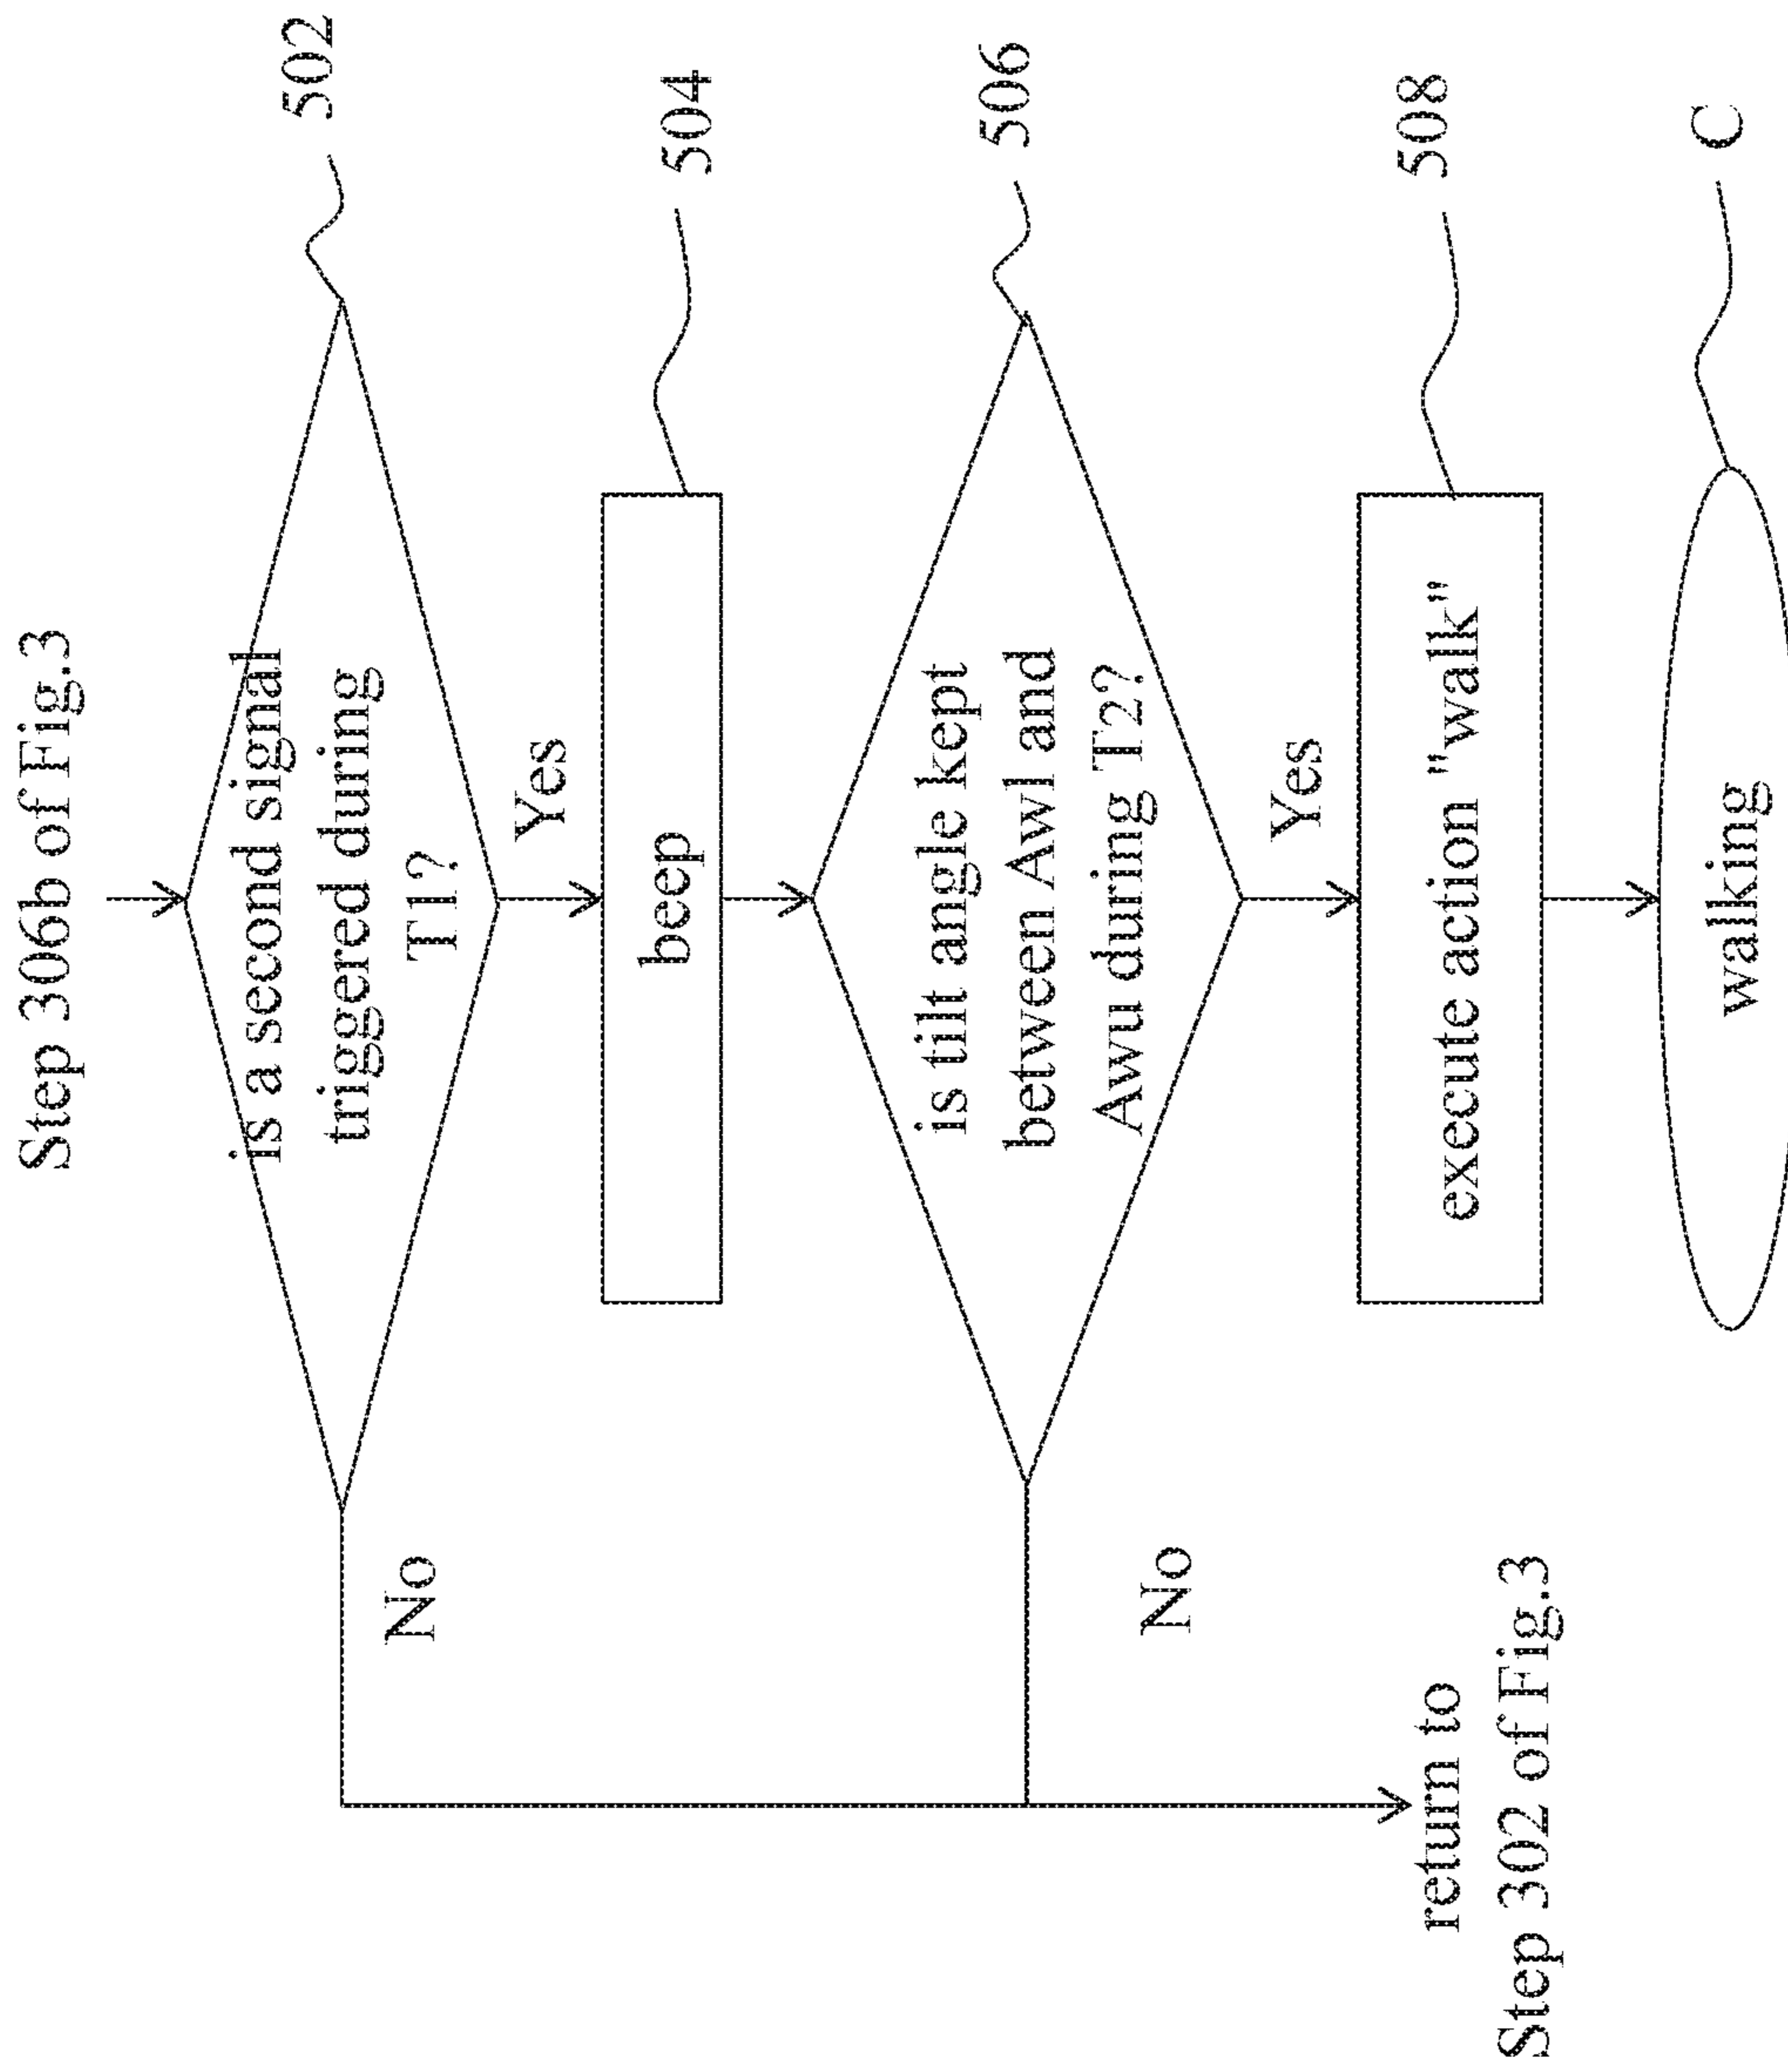 Step 306b of Fig.3
502
is a second signal
triggered during
T1?
Yes
No
504
beep
506
is tilt angle kept
between Awl and
Awu during T2?
Yes
No
508
execute action "walk"
return to
Step 302 of Fig.3
C
walking